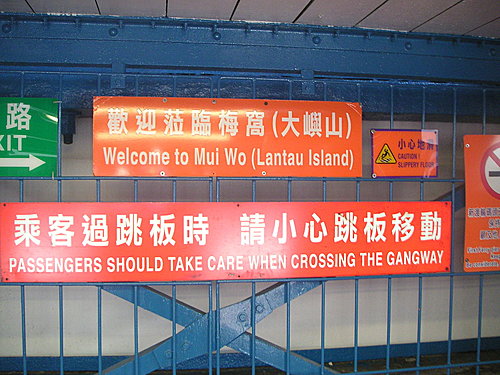 路
EXIT
歡迎蒞臨梅窩(大嶼山)
Welcome to Mui Wo (Lantau Island)
小心地滑
CAUTION!
SLIPPERY FLOOR
乘客過跳板時 請小心跳板移動
PASSENGERS SHOULD TAKE CARE WHEN CROSSING THE GANGWAY